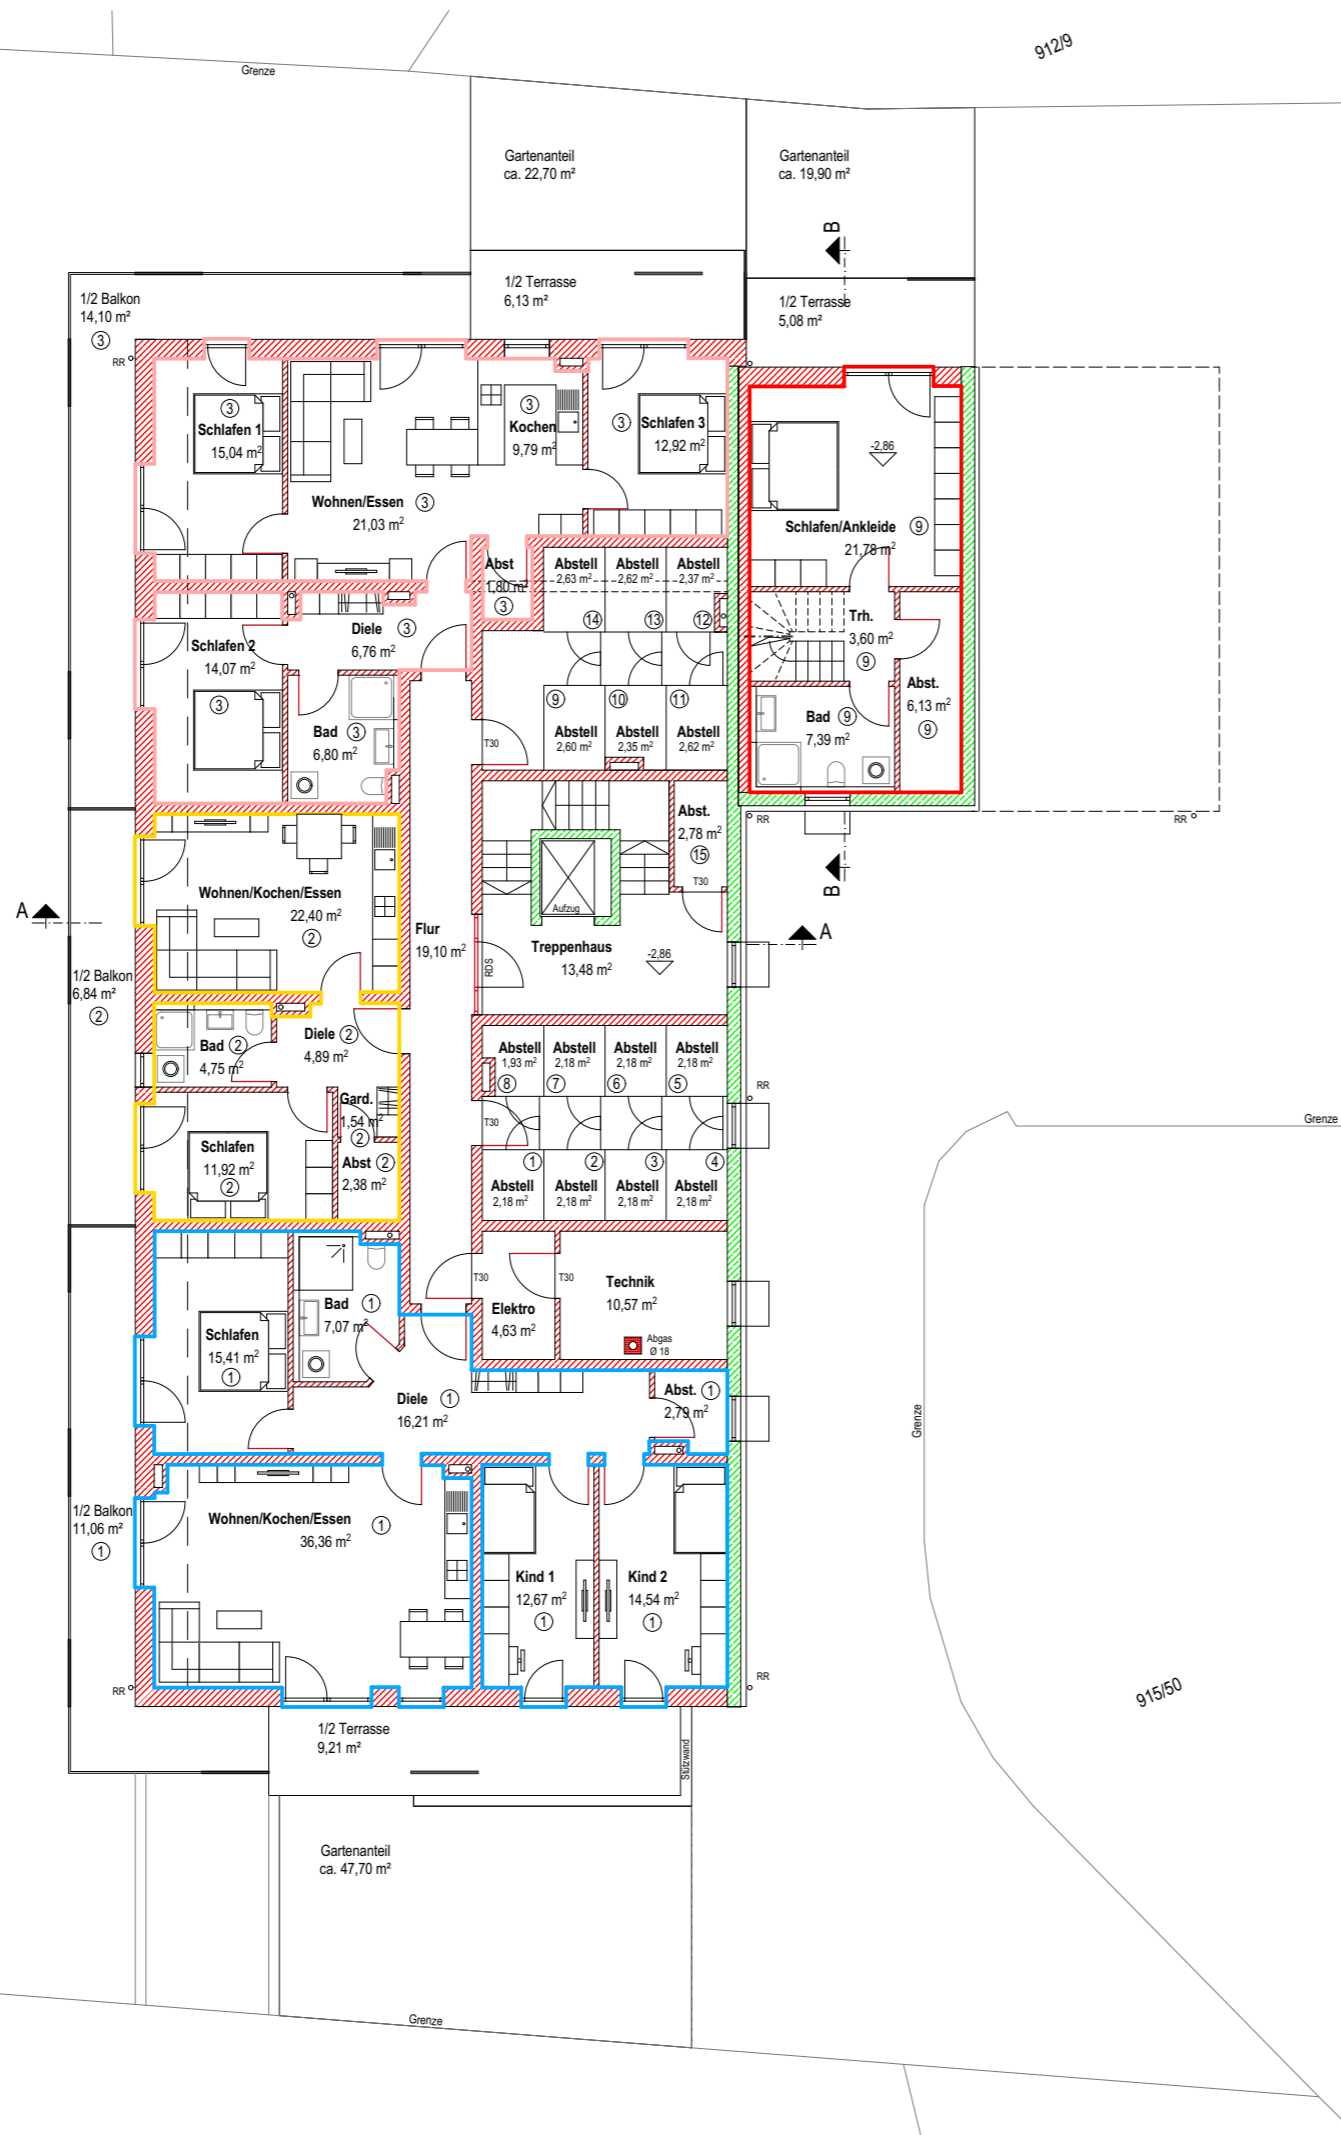 912/9
Grenze
Gartenanteil
ca. 22,70 m²
Gartenanteil
ca. 19,90 m²
B
1/2 Terrasse
6,13 m²
1/2 Terrasse
5,08 m²
1/2 Balkon
14,10 m²
3
RR
3
Schlafen 1
15,04 m²
3
Kochen
9,79 m²
3
Schlafen 3
12,92 m²
Wohnen/Essen 3
21,03 m²
-2,86
Schlafen/Ankleide 9
21,78 m²
Abst
1,80 m²
3
Abstell
2,63 m²
14
Abstell
2,62 m²
13
Abstell
2,37 m²
12
Diele 3
6,76 m²
Schlafen 2
14,07 m²
3
Trh.
3,60 m²
9
Abst.
6,13 m²
9
Bad 9
7,39 m²
Bad 3
6,80 m²
T30
9
Abstell
2,60 m²
10
Abstell
2,35 m²
11
Abstell
2,62 m²
Abst.
2,78 m²
15
T30
RR
RR
B
Wohnen/Kochen/Essen
22,40 m²
2
A
Aufzug
Flur
19,10 m²
RDS
Treppenhaus
13,48 m²
-2,86
A
1/2 Balkon
6,84 m²
2
Bad 2
4,75 m²
Diele 2
4,89 m²
Abstell
1,93 m²
8
Abstell
2,18 m²
7
Abstell
2,18 m²
6
Abstell
2,18 m²
5
RR
Gard.
1,54 m²
2
Grenze
T30
Schlafen
11,92 m²
2
Abst 2
2,38 m²
1
Abstell
2,18 m²
2
Abstell
2,18 m²
3
Abstell
2,18 m²
4
Abstell
2,18 m²
T30
T30
Technik
10,57 m²
Elektro
4,63 m²
Abgas
Ø 18
Bad 1
7,07 m²
Schlafen
15,41 m²
1
Diele 1
16,21 m²
Abst. 1
2,79 m²
Grenze
1/2 Balkon
11,06 m²
1
Wohnen/Kochen/Essen 1
36,36 m²
Kind 1
12,67 m²
1
Kind 2
14,54 m²
1
RR
RR
915/50
1/2 Terrasse
9,21 m²
Stützwand
Gartenanteil
ca. 47,70 m²
Grenze